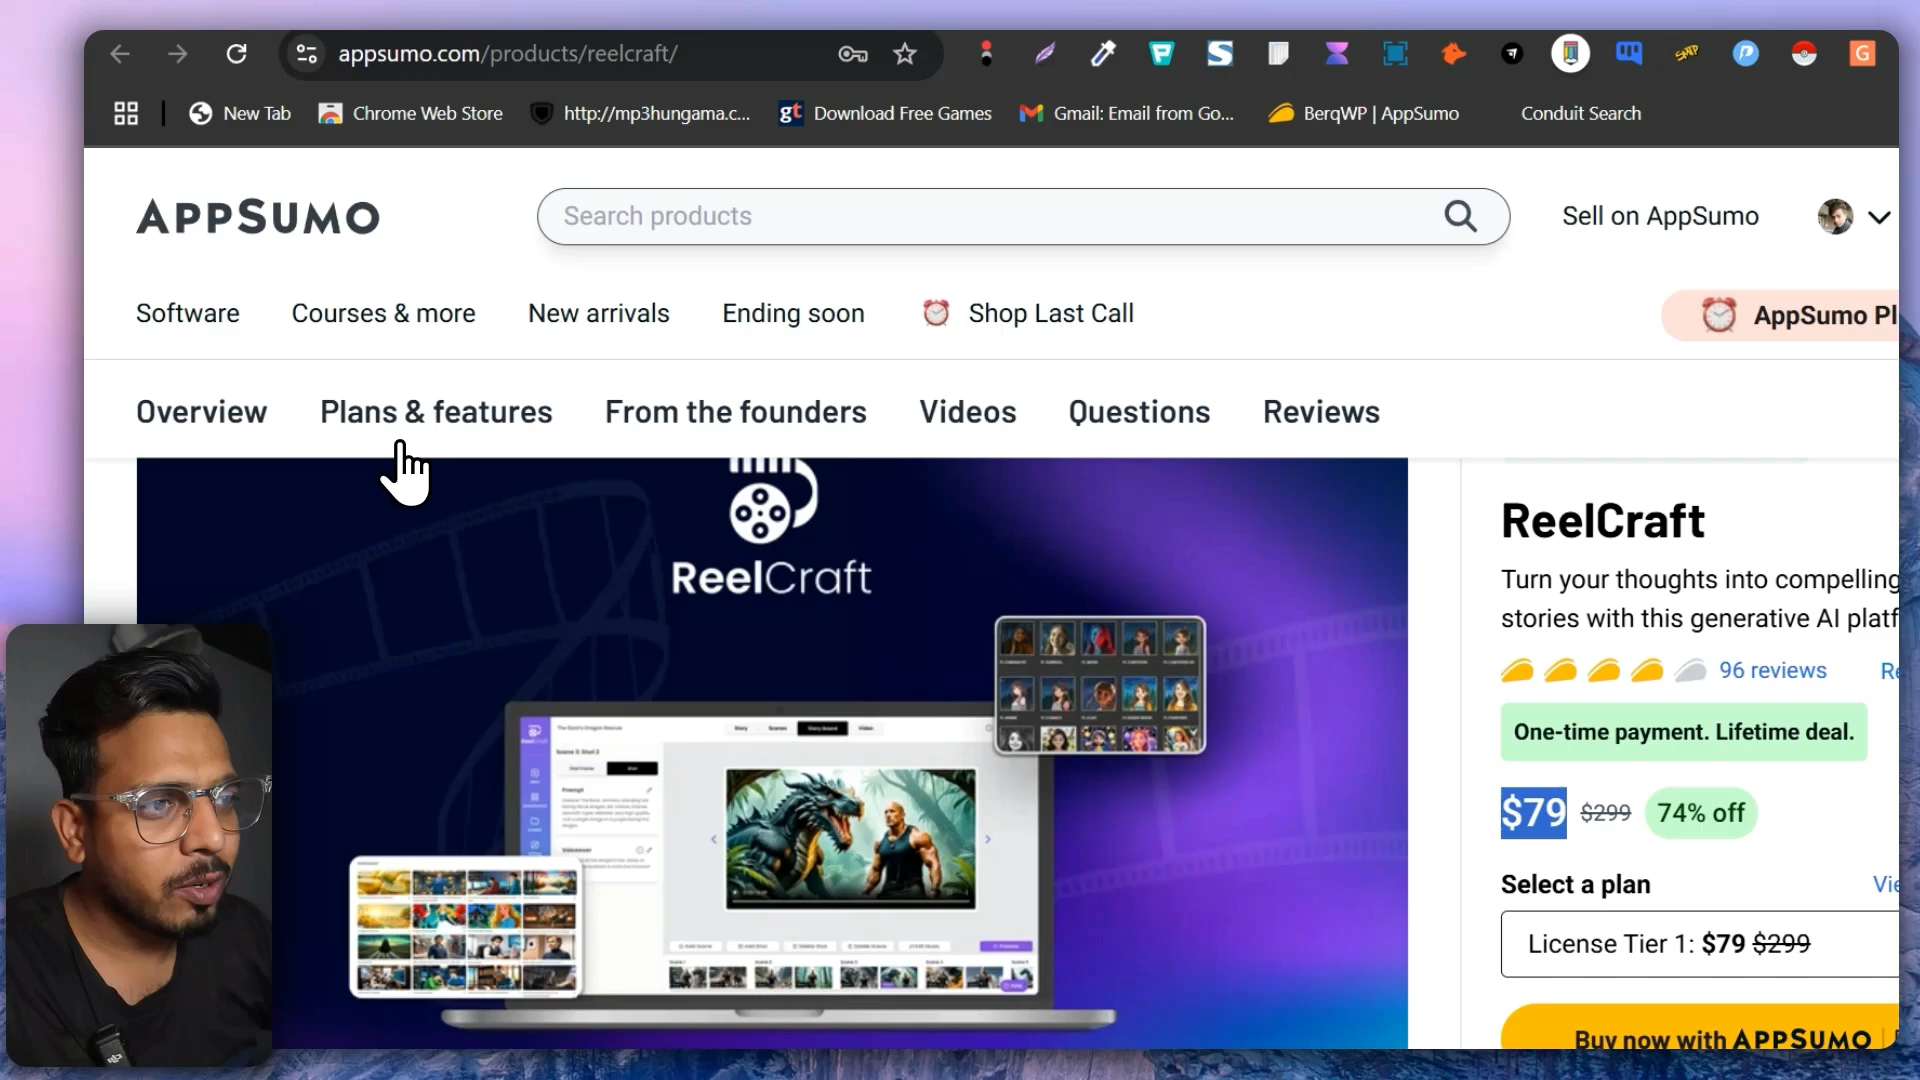 appsumo.com/products/reelcraft/
New Tab
Chrome Web Store
http://mp3hungama.c...
gt
Download Free Games
Gmail: Email from Go...
BerqWP | AppSumo
Conduit Search
APPSUMO
Search products
Sell on AppSumo
Software
Courses & more
New arrivals
Ending soon
Shop Last Call
AppSumo Pl
Overview
Plans & features
From the founders
Videos
Questions
Reviews
ReelCraft
ReelCraft
Turn your thoughts into compelling
stories with this generative AI platf
96 reviews
Re
One-time payment. Lifetime deal.
$79 $299 74% off
Select a plan
Vie
License Tier 1: $79 $299
Buy now with APPSUMO